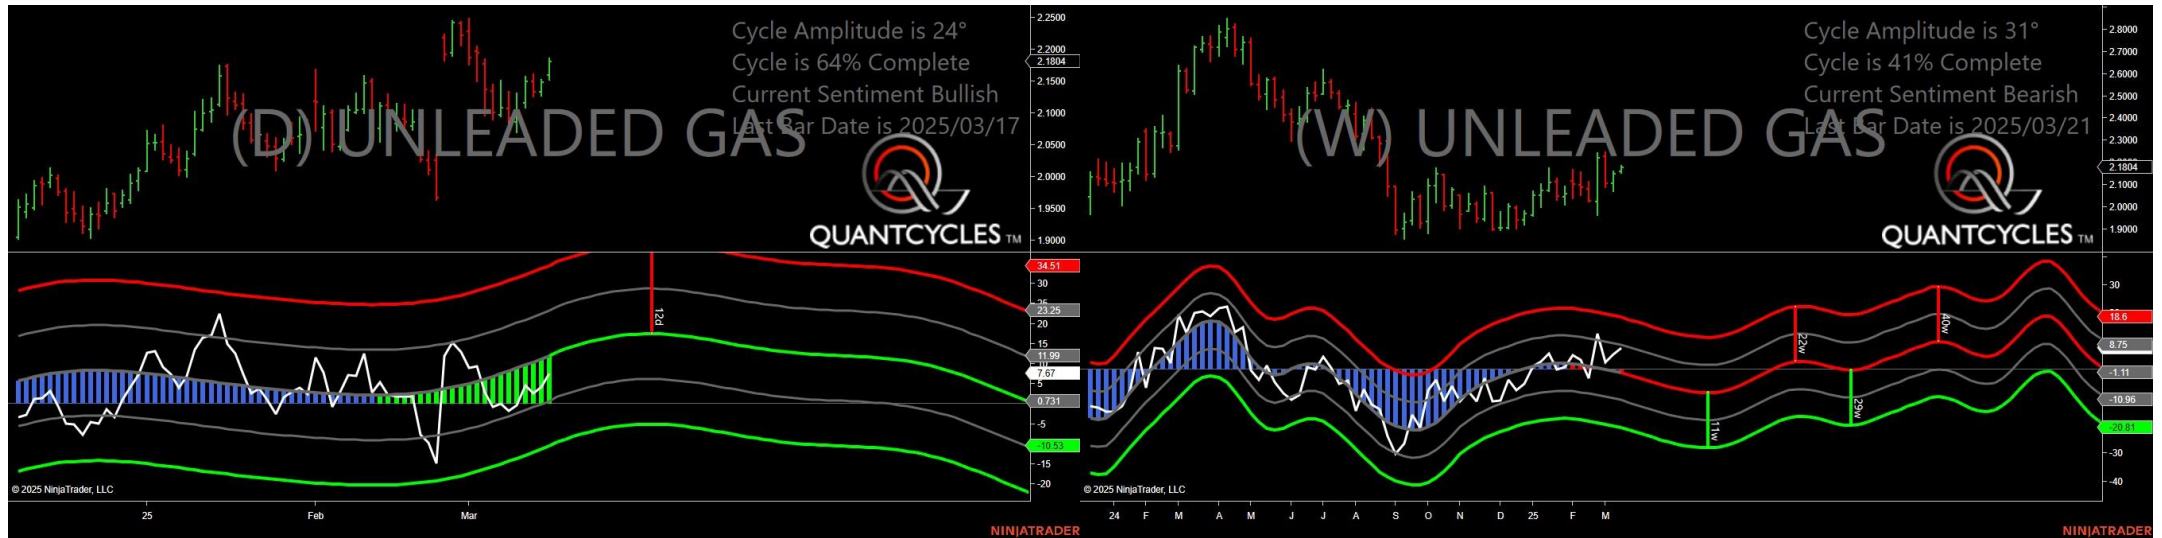 Cycle Amplitude is 24°
Cycle is 64% Complete
Current Sentiment Bullish
Last Bar Date is 2025/03/17
(D) UNLEADED GAS
QUANTCYCLES TM
2.2500
2.2000
2.1804
2.1500
2.1000
2.0500
2.0000
1.9500
1.9000
12d
34.51
30
25
23.25
20
15
11.99
7.67
5
0.731
-5
-10.53
-15
-20
© 2025 NinjaTrader, LLC
25 Feb Mar
NINJATRADER
Cycle Amplitude is 31°
Cycle is 41% Complete
Current Sentiment Bearish
Last Bar Date is 2025/03/21
(W) UNLEADED GAS
QUANTCYCLES TM
2.8000
2.7000
2.6000
2.5000
2.4000
2.3000
2.1804
2.1000
2.0000
1.9000
11w
22w
29w
40w
30
18.6
8.75
-1.11
-10.96
-20.81
-30
-40
© 2025 NinjaTrader, LLC
24 F M A M J J A S O N D 25 F M
NINJATRADER